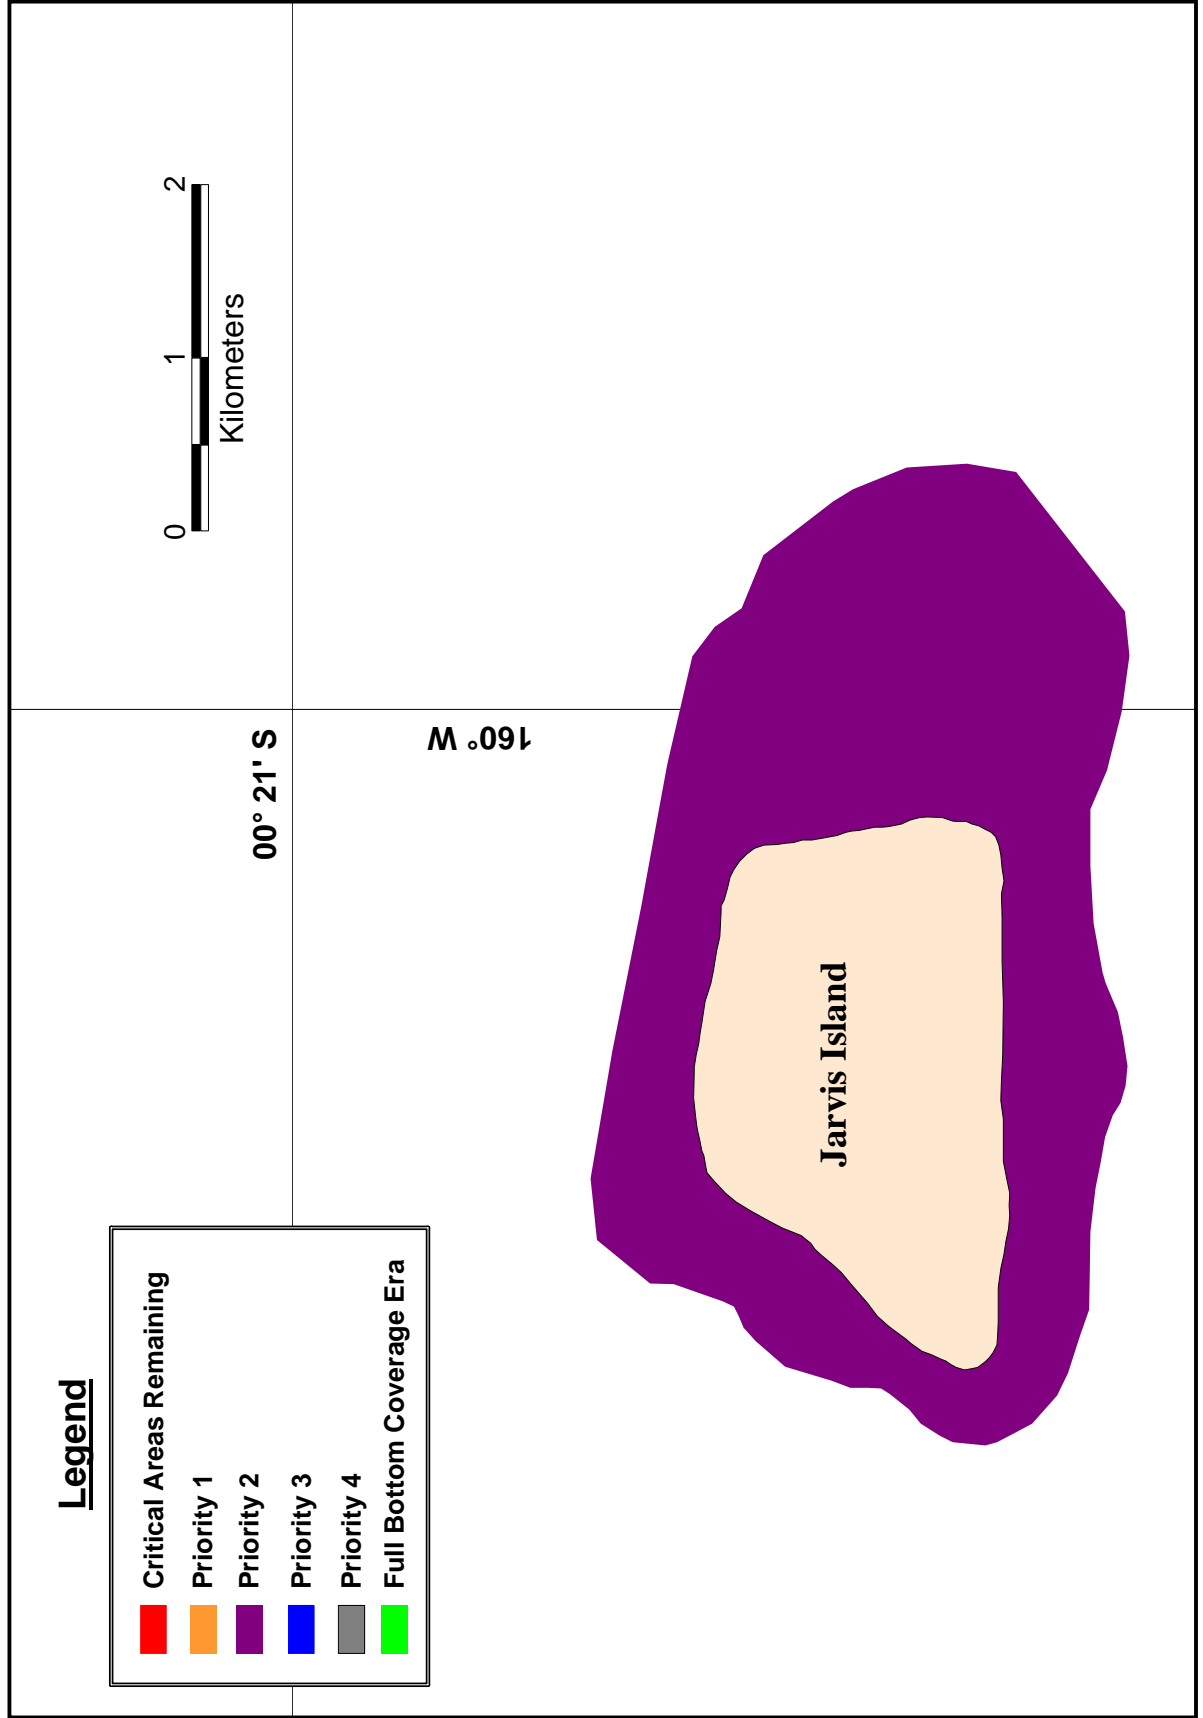 Legend
Critical Areas Remaining
Priority 1
Priority 2
Priority 3
Priority 4
Full Bottom Coverage Era
0 1 2
Kilometers
00° 21' S
160° W
Jarvis Island